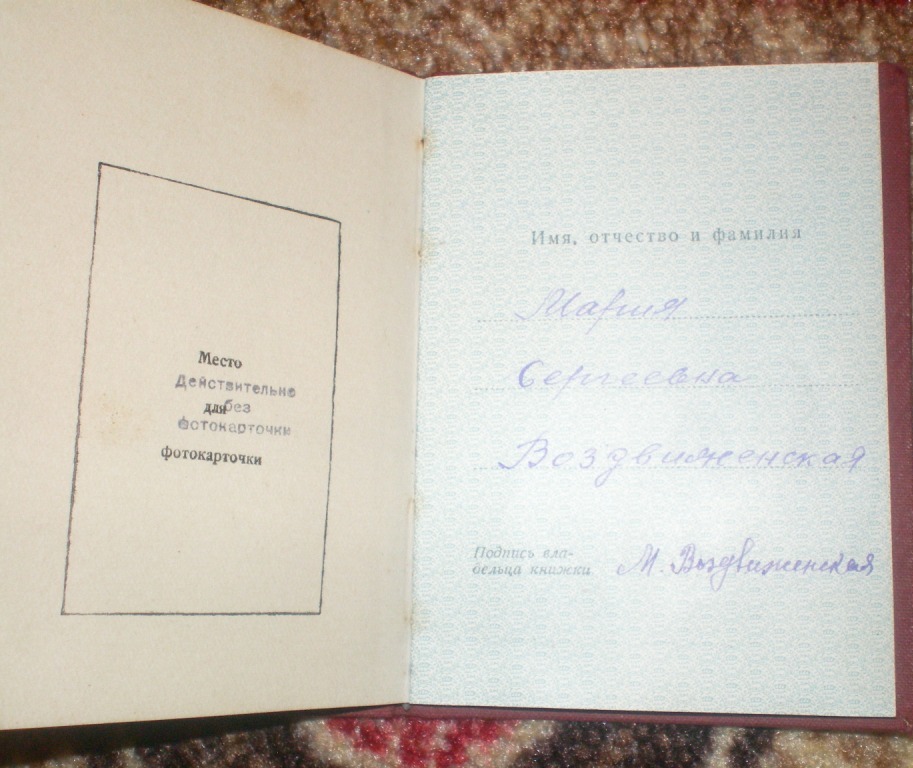 Место
Действительно
для без
фотокарточки
фотокарточки
Имя, отчество и фамилия
Мария
Сергеевна
Воздвиженская
Подпись вла-
дельца книжки М. Воздвиженская